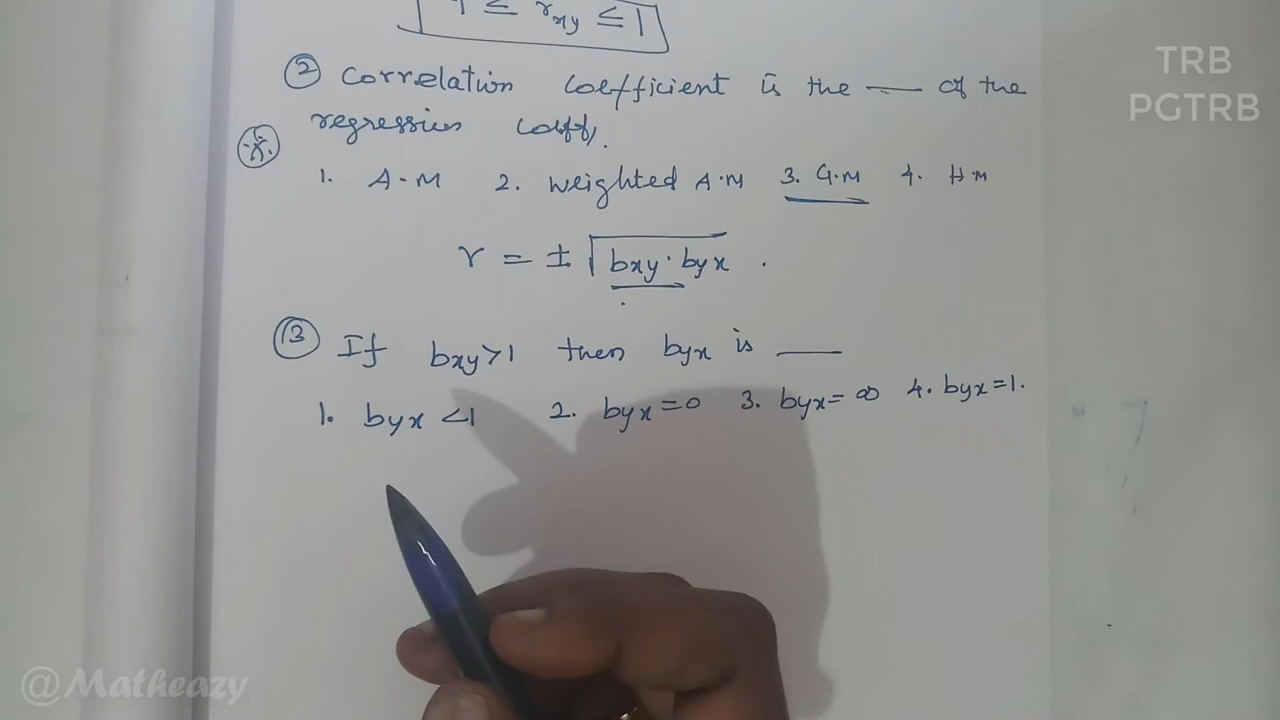 1 ≤ rxy ≤ 1
TRB
PGTRB
② Correlation coefficient is the — of the
regression coeff.
1. A.M 2. weighted A.M 3. G.M 4. H.M
r = ± √bxy . byx .
③ If bxy > 1 then byx is —
1. byx < 1 2. byx = 0 3. byx = ∞ 4. byx = 1.
@Matheazy